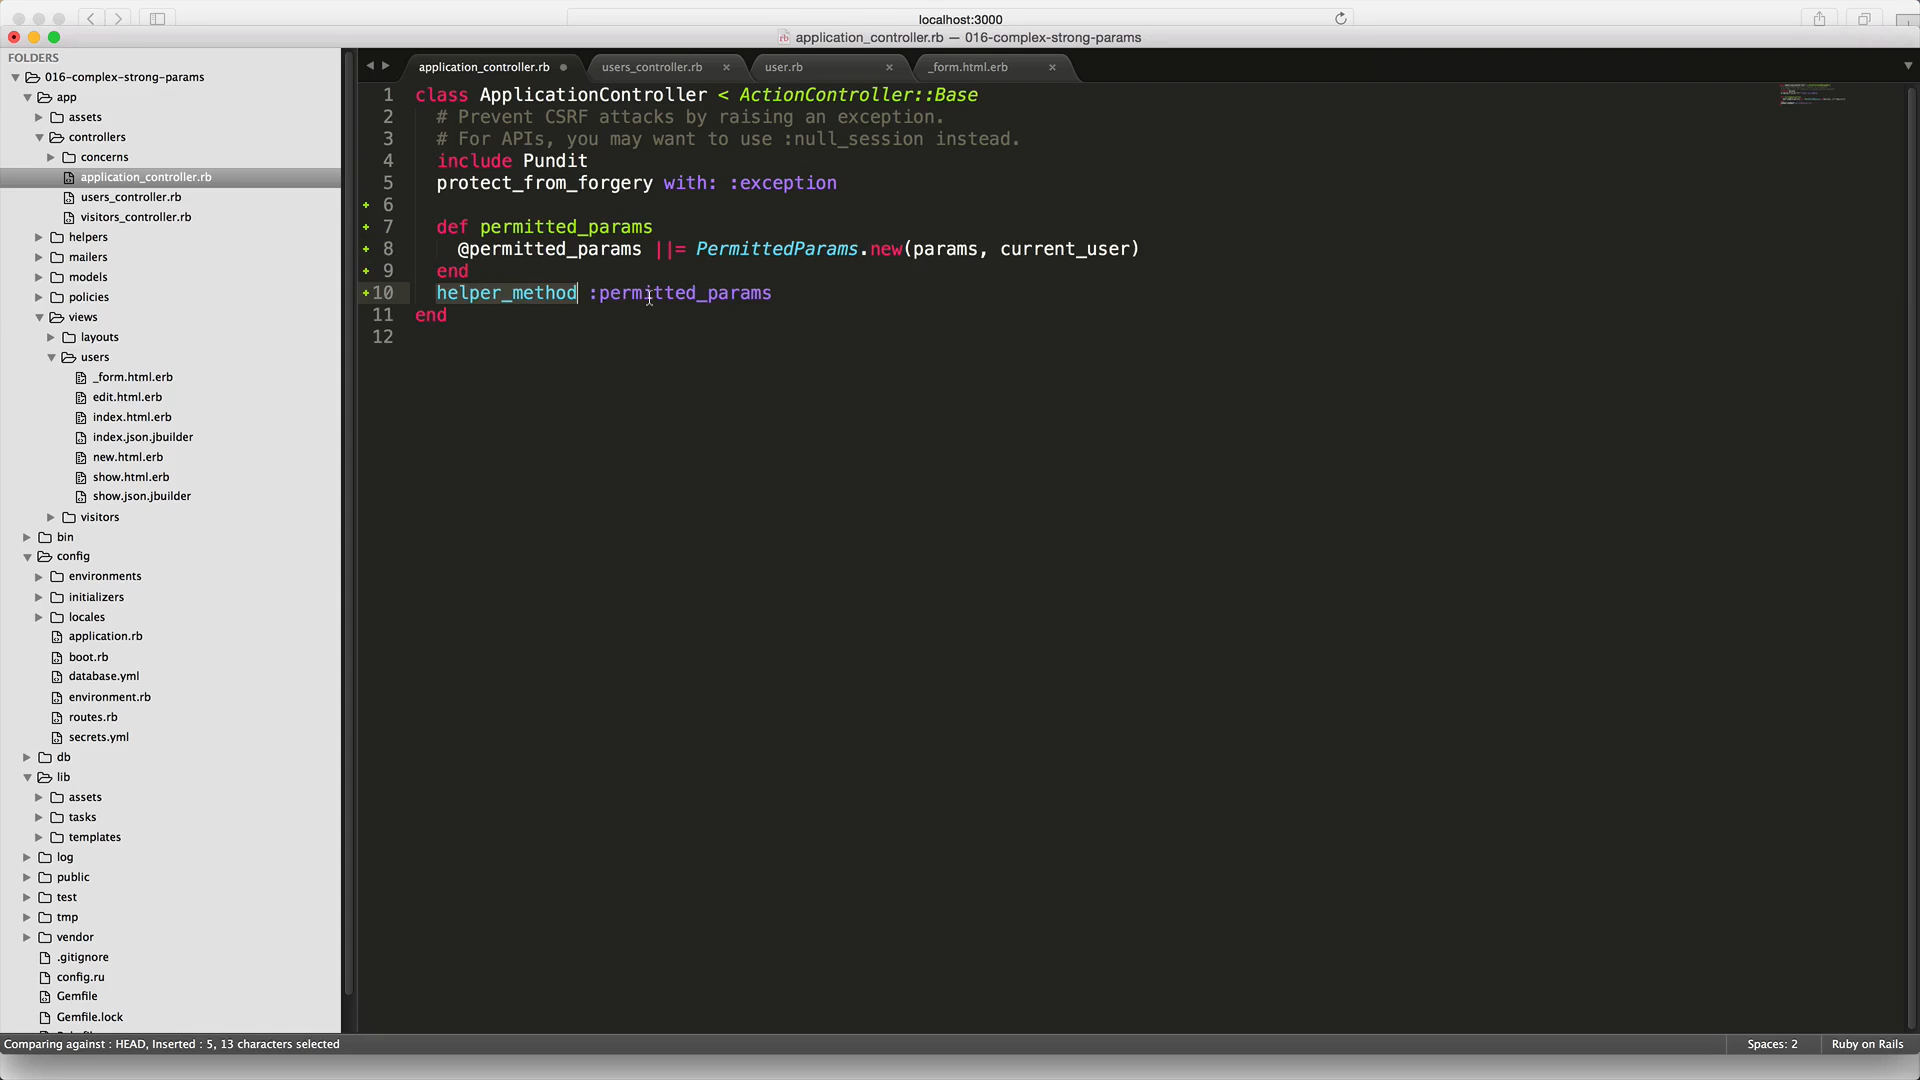 localhost:3000
application_controller.rb — 016-complex-strong-params
FOLDERS
016-complex-strong-params
app
assets
controllers
concerns
application_controller.rb
users_controller.rb
visitors_controller.rb
helpers
mailers
models
policies
views
layouts
users
_form.html.erb
edit.html.erb
index.html.erb
index.json.jbuilder
new.html.erb
show.html.erb
show.json.jbuilder
visitors
bin
config
environments
initializers
locales
application.rb
boot.rb
database.yml
environment.rb
routes.rb
secrets.yml
db
lib
assets
tasks
templates
log
public
test
tmp
vendor
.gitignore
config.ru
Gemfile
Gemfile.lock
application_controller.rb
users_controller.rb
user.rb
_form.html.erb
1 class ApplicationController < ActionController::Base
2 # Prevent CSRF attacks by raising an exception.
3 # For APIs, you may want to use :null_session instead.
4 include Pundit
5 protect_from_forgery with: :exception
6
7 def permitted_params
8 @permitted_params ||= PermittedParams.new(params, current_user)
9 end
10 helper_method :permitted_params
11 end
12
Comparing against : HEAD, Inserted : 5, 13 characters selected
Spaces: 2
Ruby on Rails